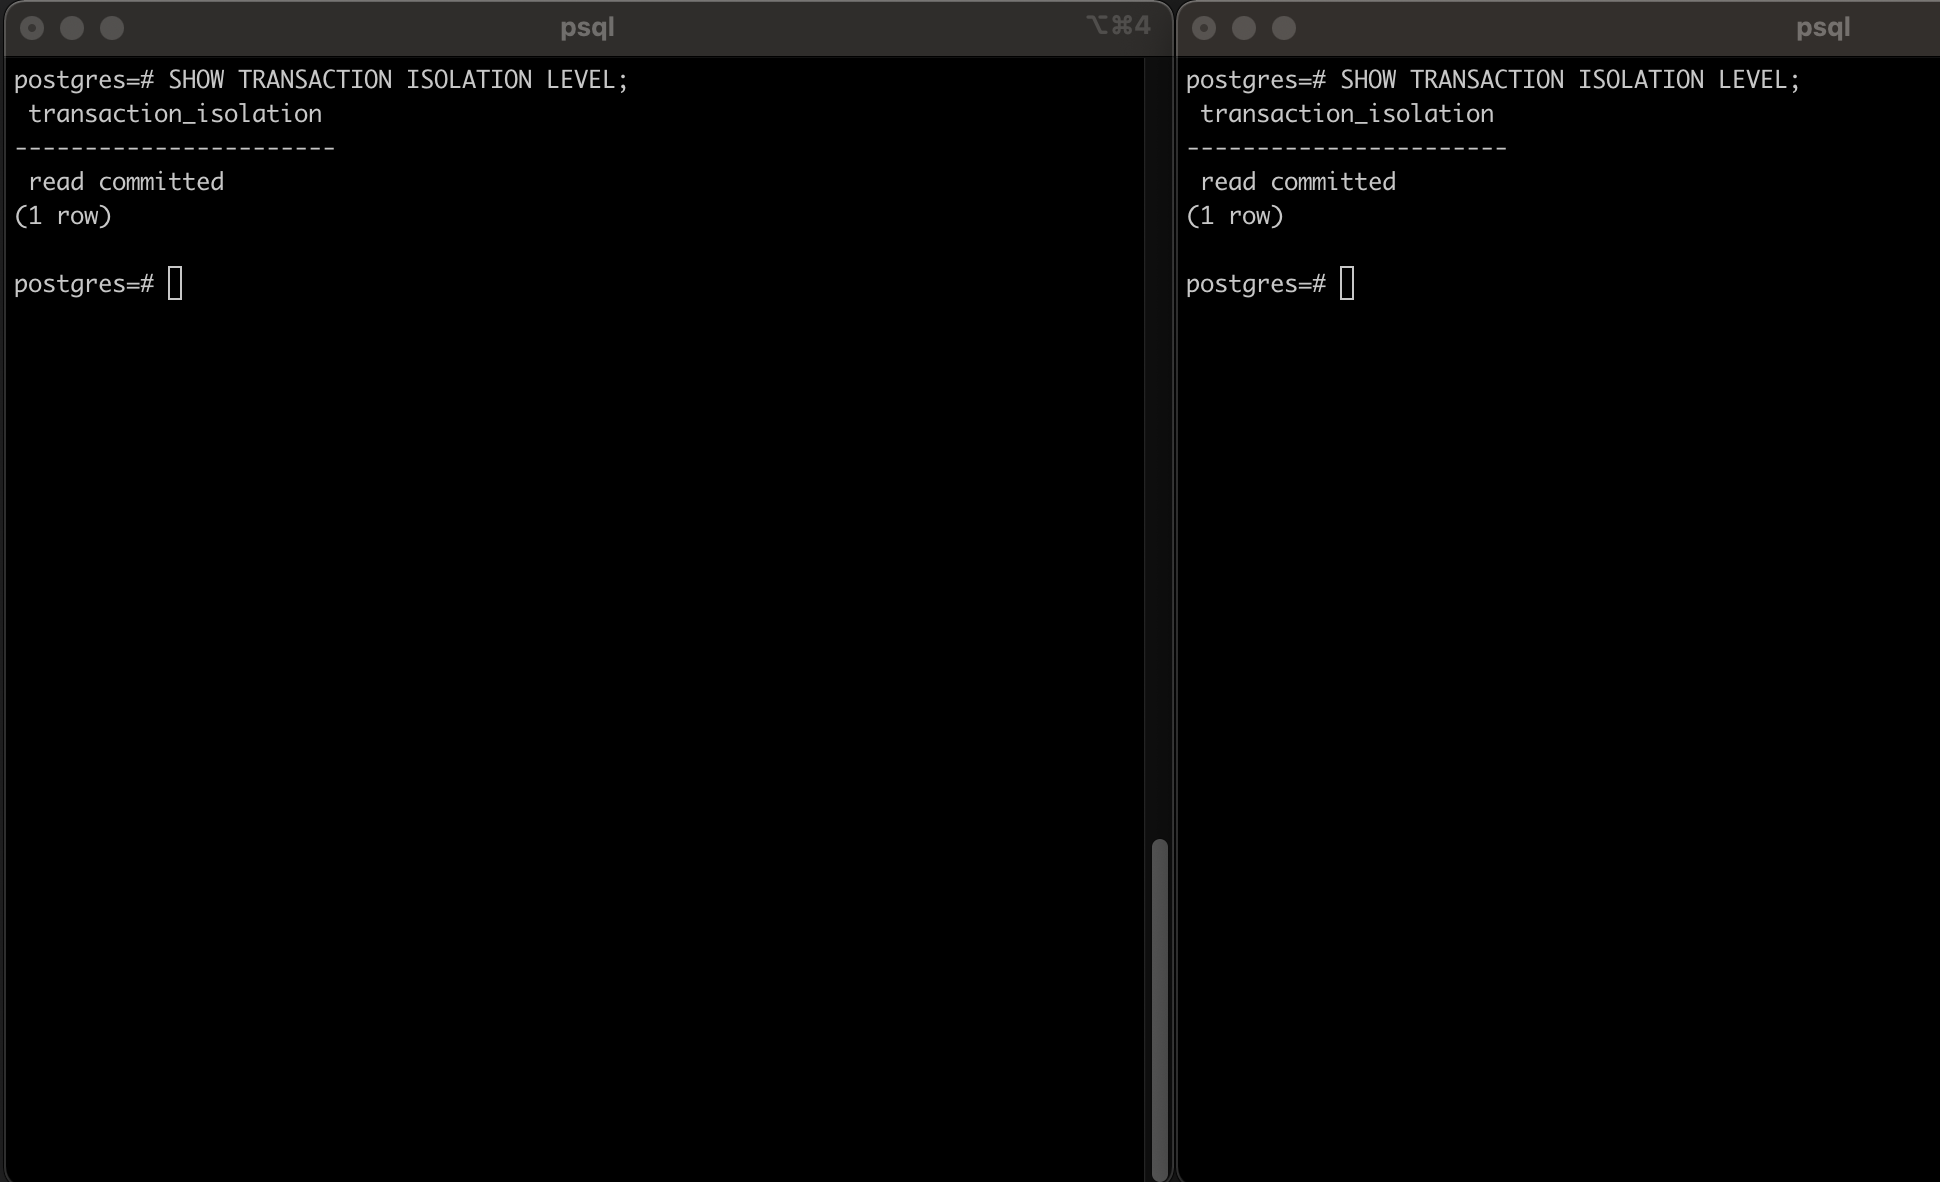 psql
⌥⌘4
postgres=# SHOW TRANSACTION ISOLATION LEVEL;
 transaction_isolation
-----------------------
 read committed
(1 row)

postgres=#
psql
postgres=# SHOW TRANSACTION ISOLATION LEVEL;
 transaction_isolation
-----------------------
 read committed
(1 row)

postgres=#